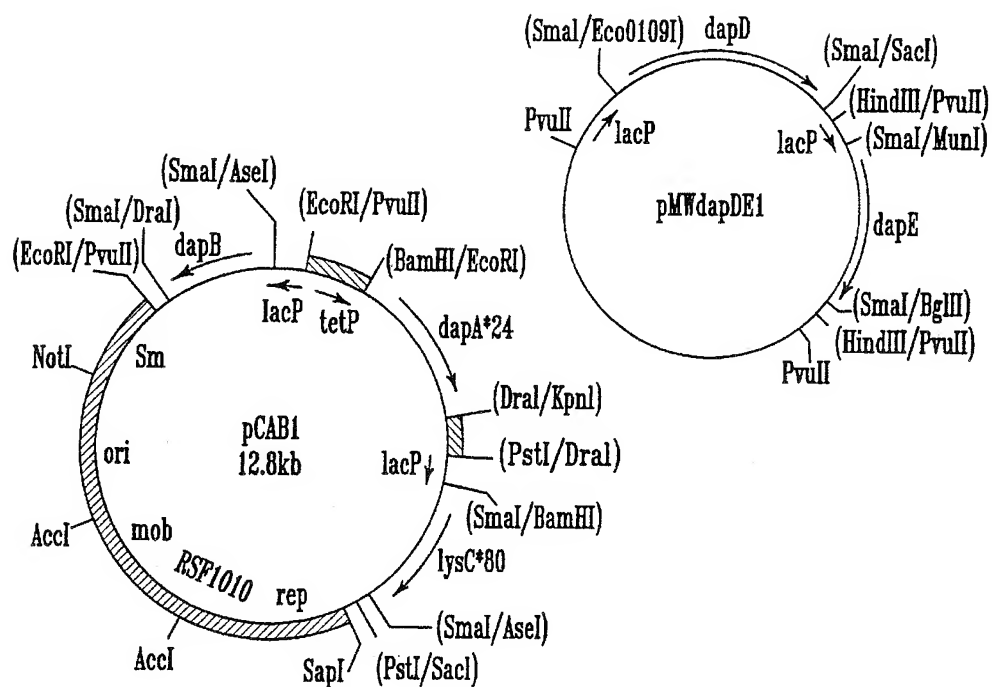 (SmaI/Eco0109I)
dapD
(SmaI/SacI)
(HindIII/PvuII)
(SmaI/MunI)
PvuII
lacP
lacP
pMWdapDE1
dapE
(SmaI/BglII)
(HindIII/PvuII)
PvuII
(SmaI/AseI)
(SmaI/DraI)
(EcoRI/PvuII)
(EcoRI/PvuII)
dapB
(BamHI/EcoRI)
lacP
tetP
dapA*24
NotI
Sm
(DraI/KpnI)
pCAB1
12.8kb
ori
lacP
(PstI/DraI)
(SmaI/BamHI)
AccI
mob
lysC*80
RSF1010
rep
(SmaI/AseI)
AccI
SapI
(PstI/SacI)